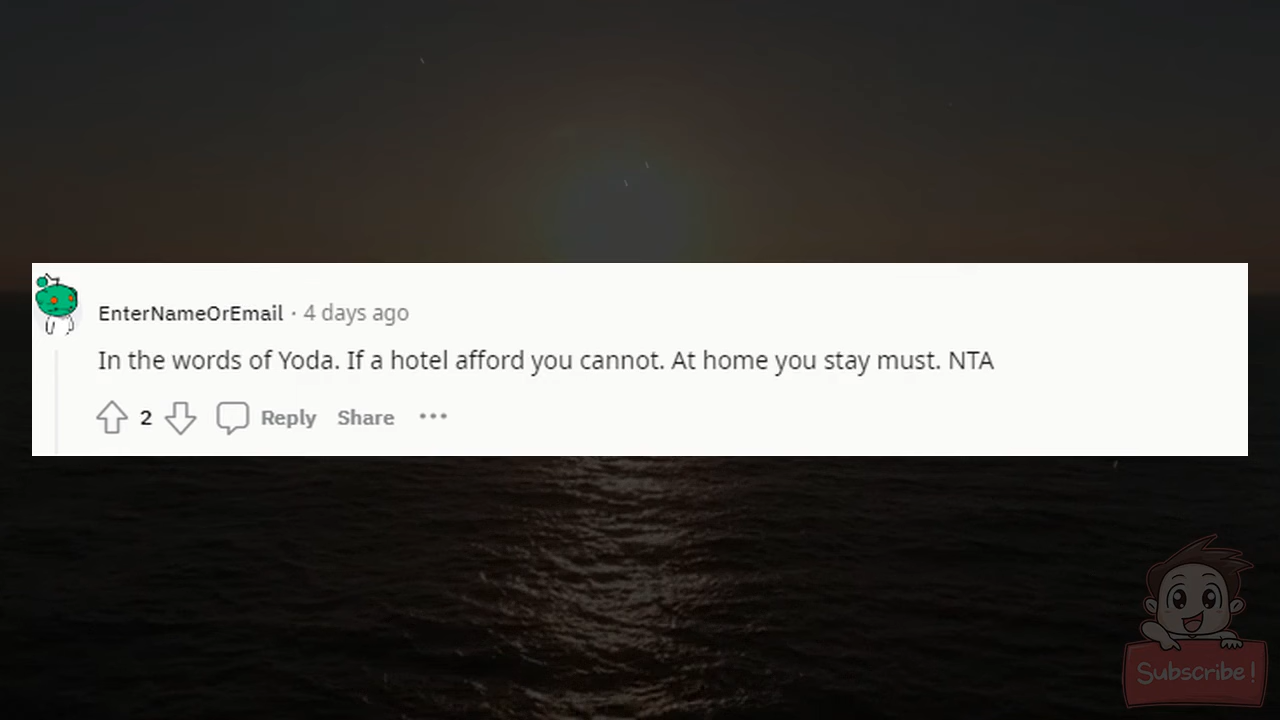 EnterNameOrEmail · 4 days ago
In the words of Yoda. If a hotel afford you cannot. At home you stay must. NTA
2 Reply Share •••
Subscribe!